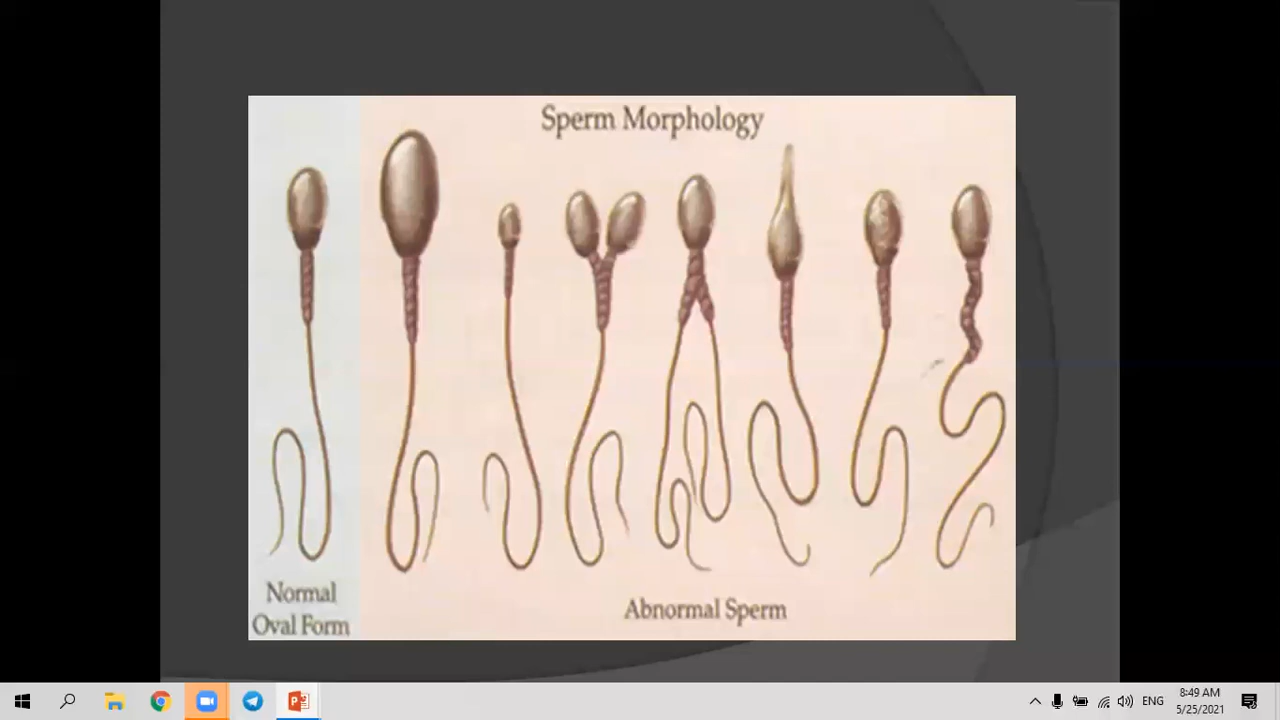 Sperm Morphology
Normal
Oval Form
Abnormal Sperm
ENG
8:49 AM
5/25/2021